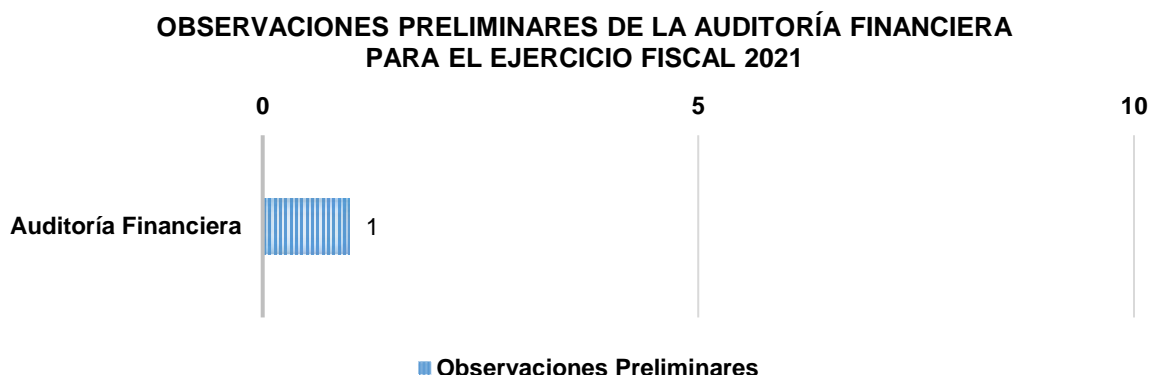 OBSERVACIONES PRELIMINARES DE LA AUDITORÍA FINANCIERA
PARA EL EJERCICIO FISCAL 2021
0 5 10
Auditoría Financiera 1
Observaciones Preliminares